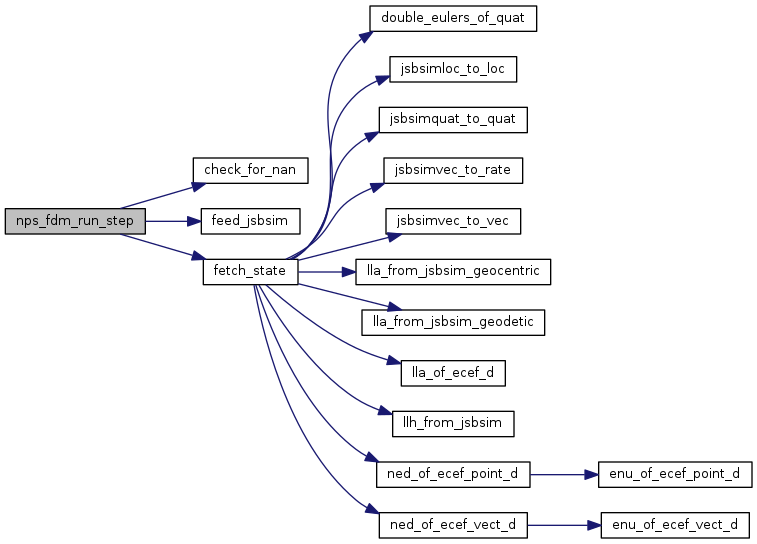 nps_fdm_run_step
check_for_nan
feed_jsbsim
fetch_state
double_eulers_of_quat
jsbsimloc_to_loc
jsbsimquat_to_quat
jsbsimvec_to_rate
jsbsimvec_to_vec
lla_from_jsbsim_geocentric
lla_from_jsbsim_geodetic
lla_of_ecef_d
llh_from_jsbsim
ned_of_ecef_point_d
enu_of_ecef_point_d
ned_of_ecef_vect_d
enu_of_ecef_vect_d